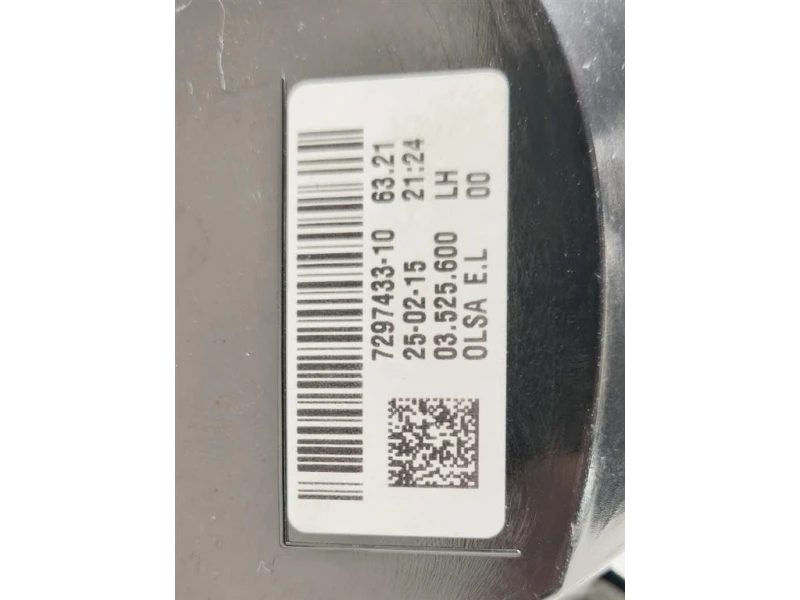 7297433-10 63.21
25-02-15 21:24
03.525.600 LH
OLSA E.L 00